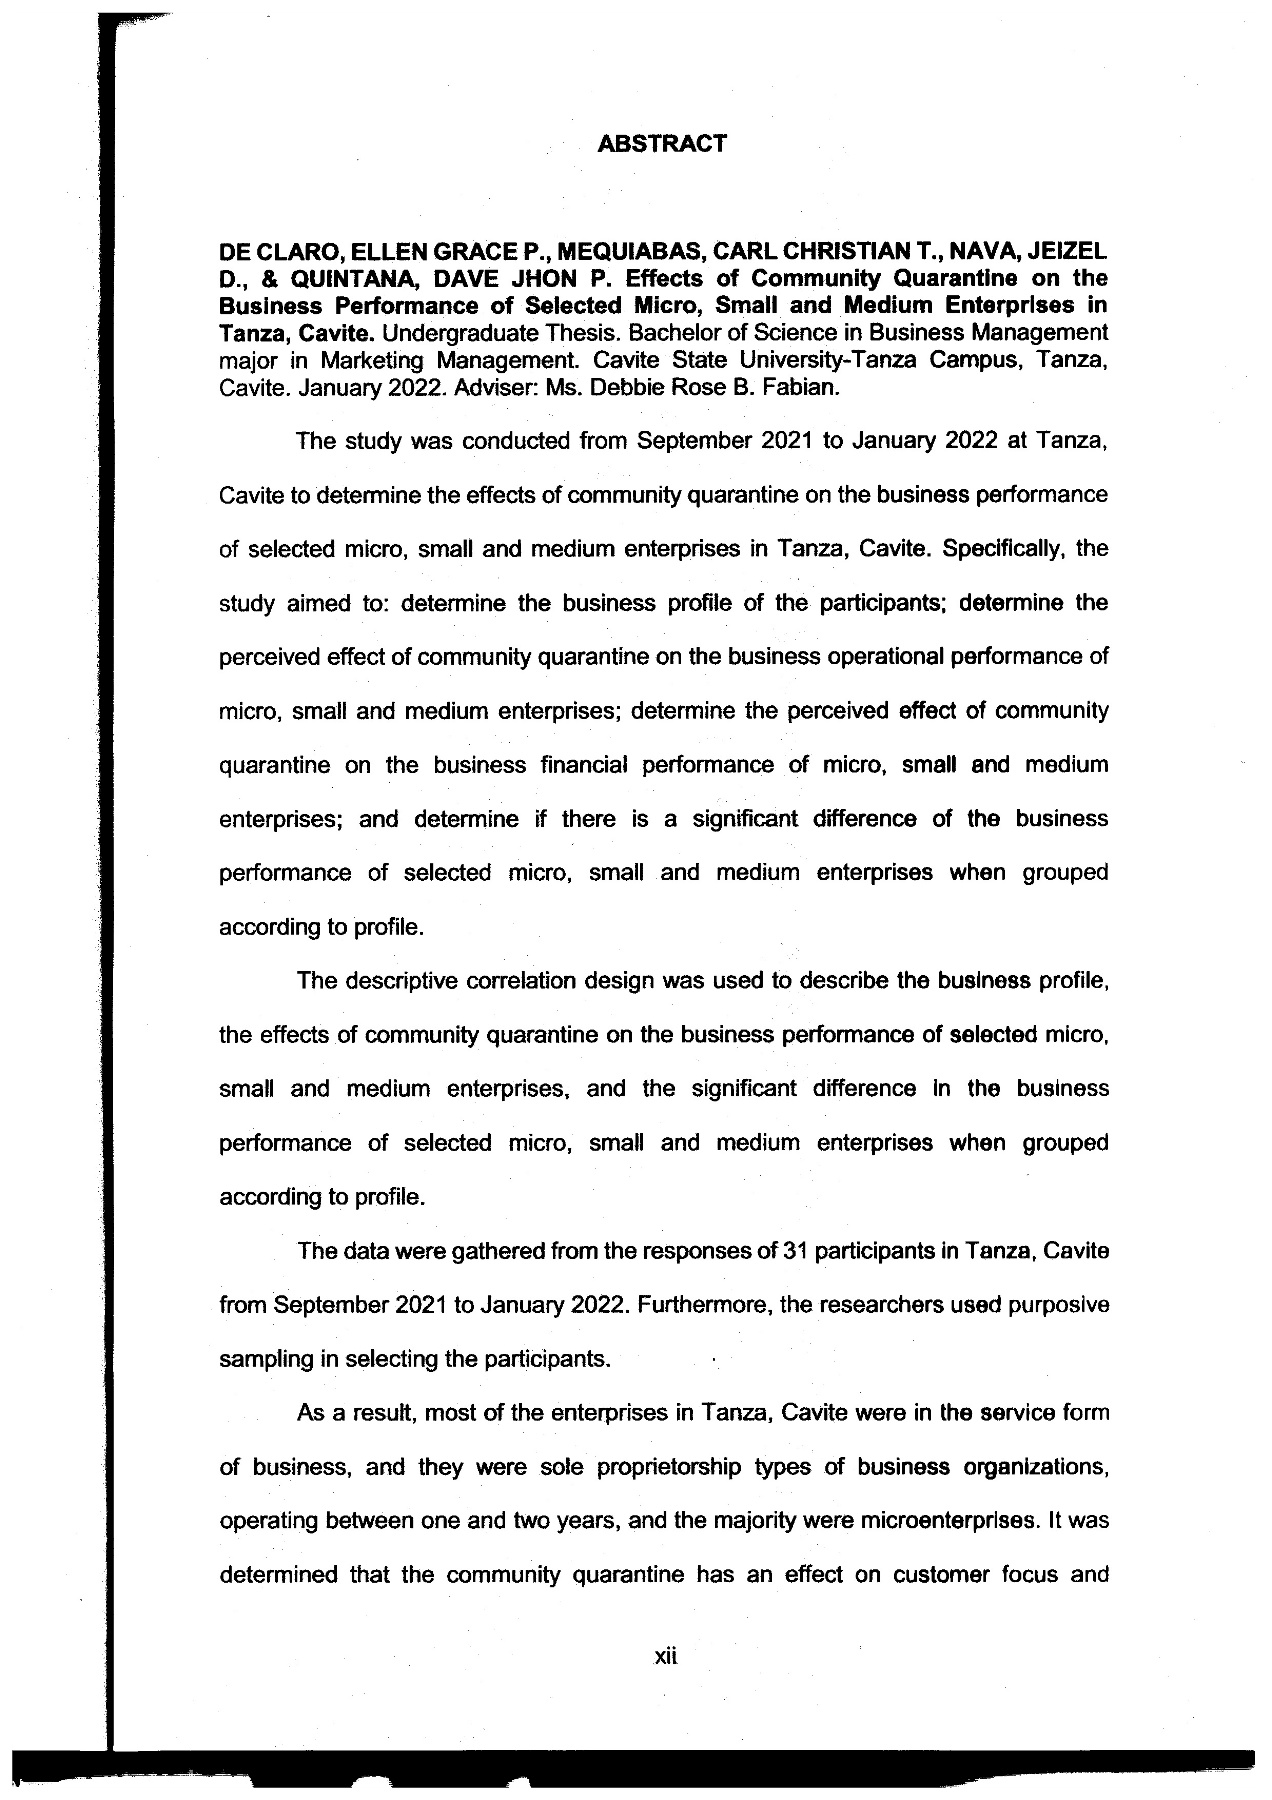 ABSTRACT
DE CLARO, ELLEN GRACE P., MEQUIABAS, CARL CHRISTIAN T., NAVA, JEIZEL
D., & QUINTANA, DAVE JHON P. Effects of Community Quarantine on the
Business Performance of Selected Micro, Small and Medium Enterprises in
Tanza, Cavite. Undergraduate Thesis. Bachelor of Science in Business Management
major in Marketing Management. Cavite State University-Tanza Campus, Tanza,
Cavite. January 2022. Adviser: Ms. Debbie Rose B. Fabian.
The study was conducted from September 2021 to January 2022 at Tanza,
Cavite to determine the effects of community quarantine on the business performance
of selected micro, small and medium enterprises in Tanza, Cavite. Specifically, the
study aimed to: determine the business profile of the participants; determine the
perceived effect of community quarantine on the business operational performance of
micro, small and medium enterprises; determine the perceived effect of community
quarantine on the business financial performance of micro, small and medium
enterprises; and determine if there is a significant difference of the business
performance of selected micro, small and medium enterprises when grouped
according to profile.
The descriptive correlation design was used to describe the business profile,
the effects of community quarantine on the business performance of selected micro,
small and medium enterprises, and the significant difference in the business
performance of selected micro, small and medium enterprises when grouped
according to profile.
The data were gathered from the responses of 31 participants in Tanza, Cavite
from September 2021 to January 2022. Furthermore, the researchers used purposive
sampling in selecting the participants.
As a result, most of the enterprises in Tanza, Cavite were in the service form
of business, and they were sole proprietorship types of business organizations,
operating between one and two years, and the majority were microenterprises. It was
determined that the community quarantine has an effect on customer focus and
xii